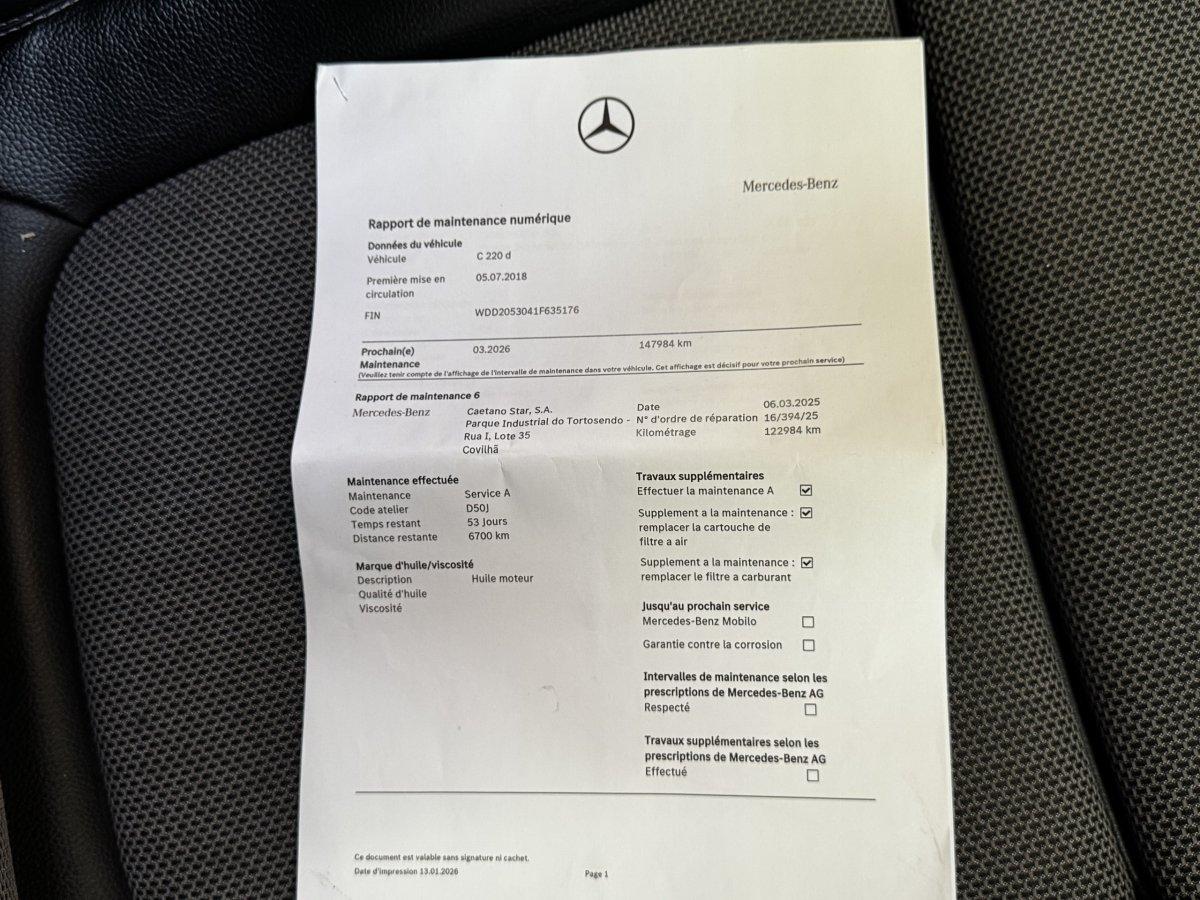 Mercedes-Benz
Rapport de maintenance numérique
Données du véhicule
Véhicule C 220 d
Première mise en circulation 05.07.2018
FIN WDD2053041F635176
Prochain(e) Maintenance 03.2026 147984 km
(Veuillez tenir compte de l'affichage de l'intervalle de maintenance dans votre véhicule. Cet affichage est décisif pour votre prochain service)
Rapport de maintenance 6
Mercedes-Benz
Caetano Star, S.A.
Parque Industrial do Tortosendo -
Rua I, Lote 35
Covilhã
Date 06.03.2025
N° d'ordre de réparation 16/394/25
Kilométrage 122984 km
Maintenance effectuée
Maintenance Service A
Code atelier D50J
Temps restant 53 Jours
Distance restante 6700 km
Marque d'huile/viscosité
Description Huile moteur
Qualité d'huile
Viscosité
Travaux supplémentaires
Effectuer la maintenance A ☑
Supplement a la maintenance : ☑
remplacer la cartouche de
filtre a air
Supplement a la maintenance : ☑
remplacer le filtre a carburant
Jusqu'au prochain service
Mercedes-Benz Mobilo ☐
Garantie contre la corrosion ☐
Intervalles de maintenance selon les
prescriptions de Mercedes-Benz AG
Respecté ☐
Travaux supplémentaires selon les
prescriptions de Mercedes-Benz AG
Effectué ☐
Ce document est valable sans signature ni cachet.
Date d'impression 13.01.2026
Page 1